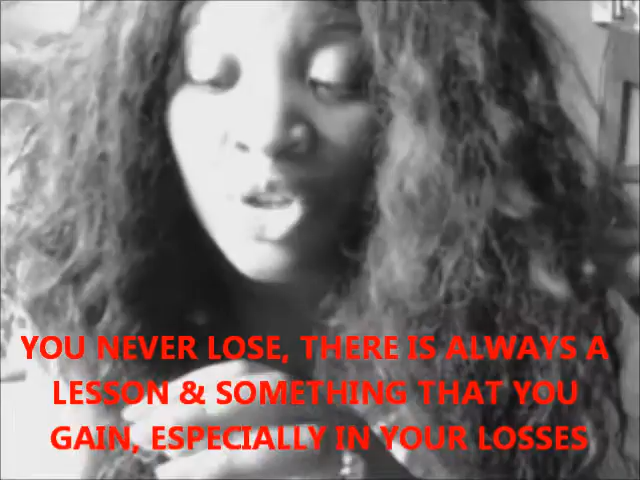 YOU NEVER LOSE, THERE IS ALWAYS A
LESSON & SOMETHING THAT YOU
GAIN, ESPECIALLY IN YOUR LOSSES